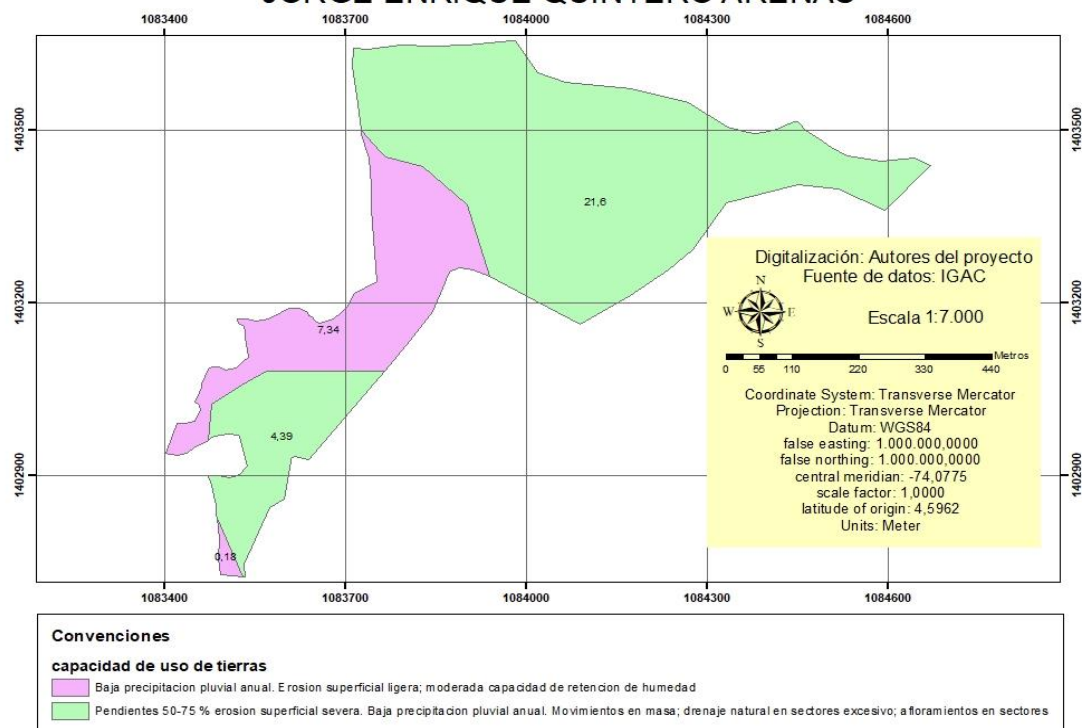 JORGE ENRIQUE QUINTERO ARENAS
1083400 1083700 1084000 1084300 1084600
1403500 1403500
21,6
Digitalización: Autores del proyecto
Fuente de datos: IGAC
N
W E
S
Escala 1:7.000
1403200 1403200
7,34
Metros
0 55 110 220 330 440
Coordinate System: Transverse Mercator
Projection: Transverse Mercator
Datum: WGS84
false easting: 1.000.000,0000
false northing: 1.000.000,0000
central meridian: -74,0775
scale factor: 1,0000
latitude of origin: 4,5962
Units: Meter
4,39
1402900 1402900
0,18
1083400 1083700 1084000 1084300 1084600
Convenciones
capacidad de uso de tierras
Baja precipitacion pluvial anual. Erosion superficial ligera; moderada capacidad de retencion de humedad
Pendientes 50-75 % erosion superficial severa. Baja precipitacion pluvial anual. Movimientos en masa; drenaje natural en sectores excesivo; afloramientos en sectores